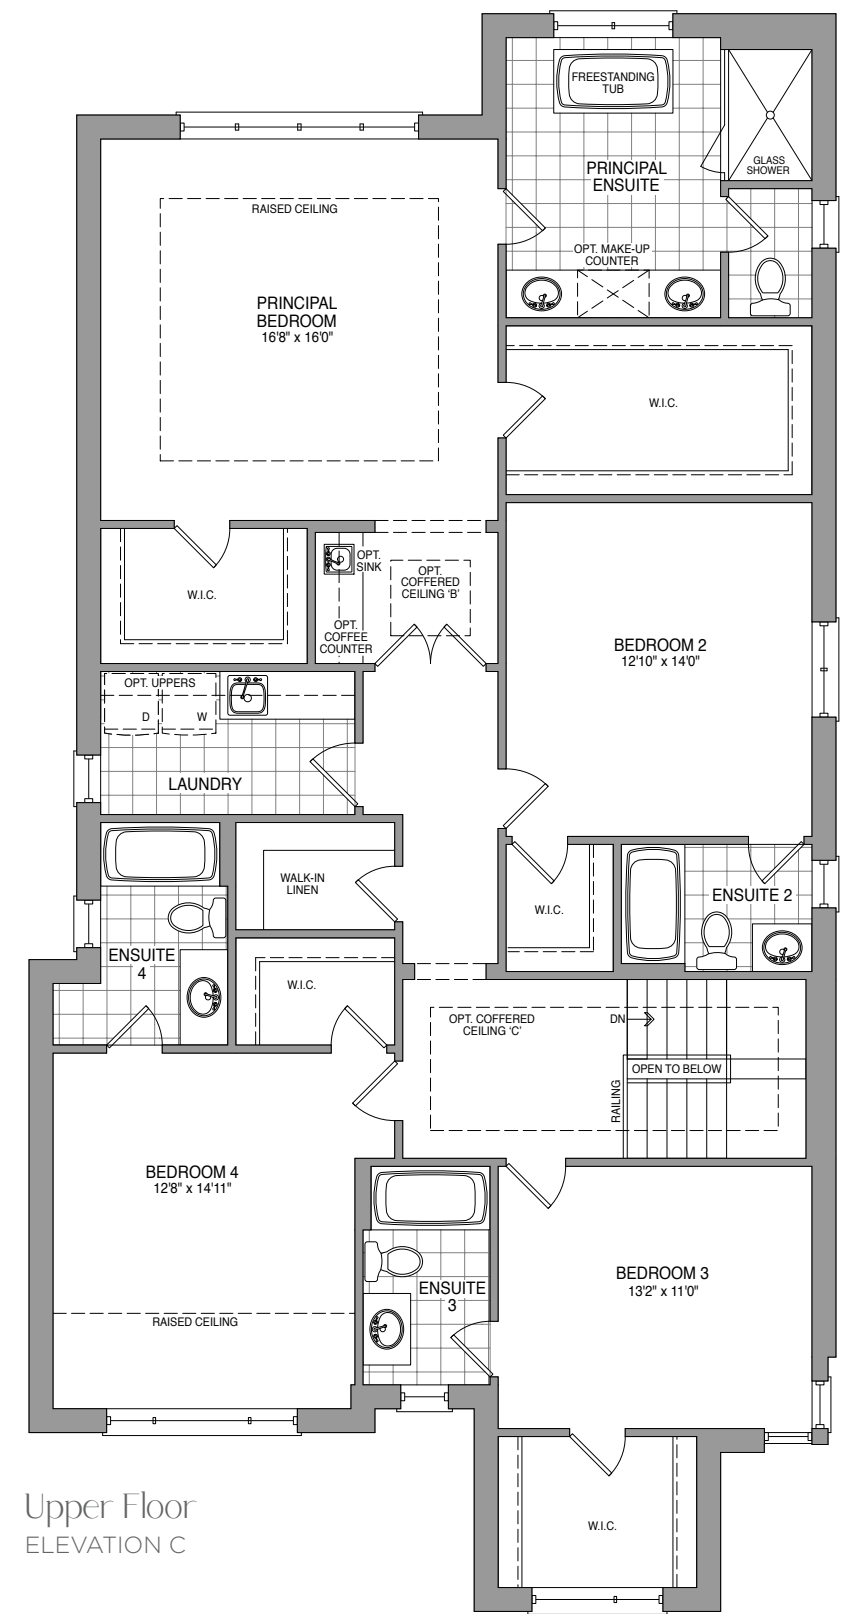 FREESTANDING
TUB
GLASS
SHOWER
PRINCIPAL
ENSUITE
RAISED CEILING
OPT. MAKE-UP
COUNTER
PRINCIPAL
BEDROOM
16'8" x 16'0"
W.I.C.
OPT.
SINK
OPT.
COFFERED
CEILING 'B'
W.I.C.
OPT.
COFFEE
COUNTER
BEDROOM 2
12'10" x 14'0"
OPT. UPPERS
D
W
LAUNDRY
WALK-IN
LINEN
ENSUITE 2
W.I.C.
ENSUITE
4
W.I.C.
OPT. COFFERED
CEILING 'C'
DN
OPEN TO BELOW
RAILING
BEDROOM 4
12'8" x 14'11"
BEDROOM 3
13'2" x 11'0"
ENSUITE
3
RAISED CEILING
W.I.C.
Upper Floor
ELEVATION C